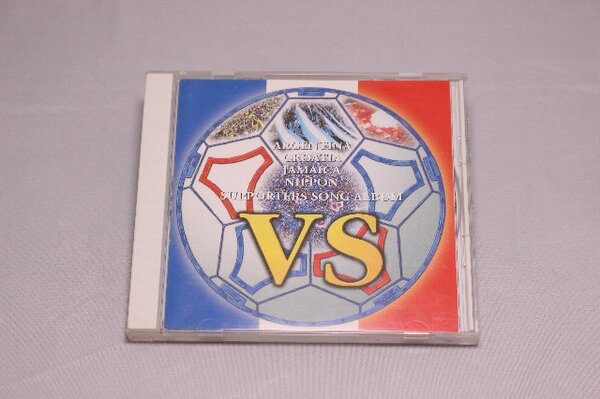 ARGENTINA
CROATIA
JAMAICA
NIPPON
SUPPORTERS SONG ALBUM
VS